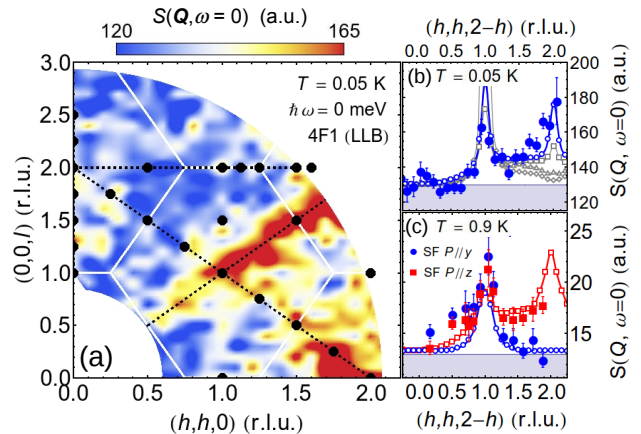 S(Q,ω=0) (a.u.)
120 165
(0,0,l) (r.l.u.)
3.0
2.5
2.0
1.5
1.0
0.5
0.0
T = 0.05 K
ℏω=0 meV
4F1 (LLB)
(a)
0.0 0.5 1.0 1.5 2.0
(h,h,0) (r.l.u.)
(h,h,2−h) (r.l.u.)
0.0 0.5 1.0 1.5 2.0
(b) T = 0.05 K
200
180
160
140
120
S(Q, ω=0) (a.u.)
(c) T = 0.9 K
SF P//y
SF P//z
25
20
15
S(Q, ω=0) (a.u.)
0.0 0.5 1.0 1.5 2.0
(h,h,2−h) (r.l.u.)